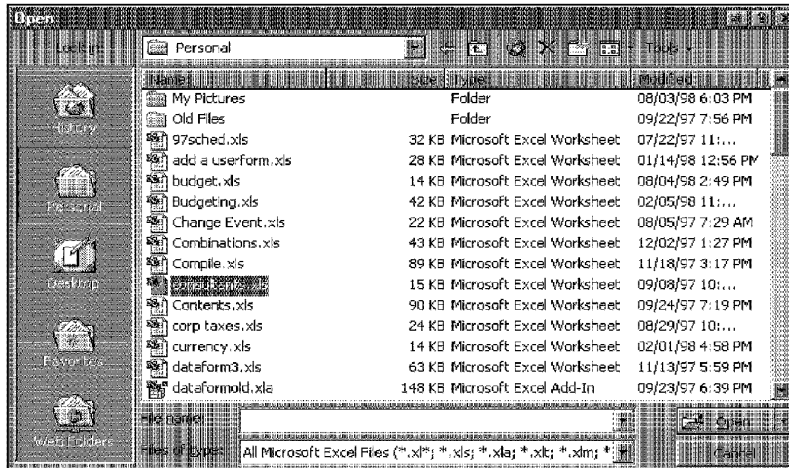 Open
Look in: Personal Tools
Name Size Type Modified
My Pictures Folder 08/03/98 6:03 PM
Old Files Folder 09/22/97 7:56 PM
97sched.xls 32 KB Microsoft Excel Worksheet 07/22/97 11:...
add a userform.xls 28 KB Microsoft Excel Worksheet 01/14/98 12:56 PM
budget.xls 14 KB Microsoft Excel Worksheet 08/04/98 2:49 PM
Budgeting.xls 42 KB Microsoft Excel Worksheet 02/05/98 11:...
Change Event.xls 22 KB Microsoft Excel Worksheet 08/05/97 7:29 AM
Combinations.xls 43 KB Microsoft Excel Worksheet 12/02/97 1:27 PM
Compile.xls 89 KB Microsoft Excel Worksheet 11/18/97 3:17 PM
15 KB Microsoft Excel Worksheet 09/08/97 10:...
Contents.xls 90 KB Microsoft Excel Worksheet 09/24/97 7:19 PM
corp taxes.xls 24 KB Microsoft Excel Worksheet 08/29/97 10:...
currency.xls 14 KB Microsoft Excel Worksheet 02/01/98 4:58 PM
dataform3.xls 63 KB Microsoft Excel Worksheet 11/13/97 5:59 PM
dataformold.xla 148 KB Microsoft Excel Add-In 09/23/97 6:39 PM
History
Personal
Desktop
Favorites
Web Folders
File name:
Open
Files of type: All Microsoft Excel Files (*.xl*; *.xls; *.xla; *.xlt; *.xlm; *
Cancel